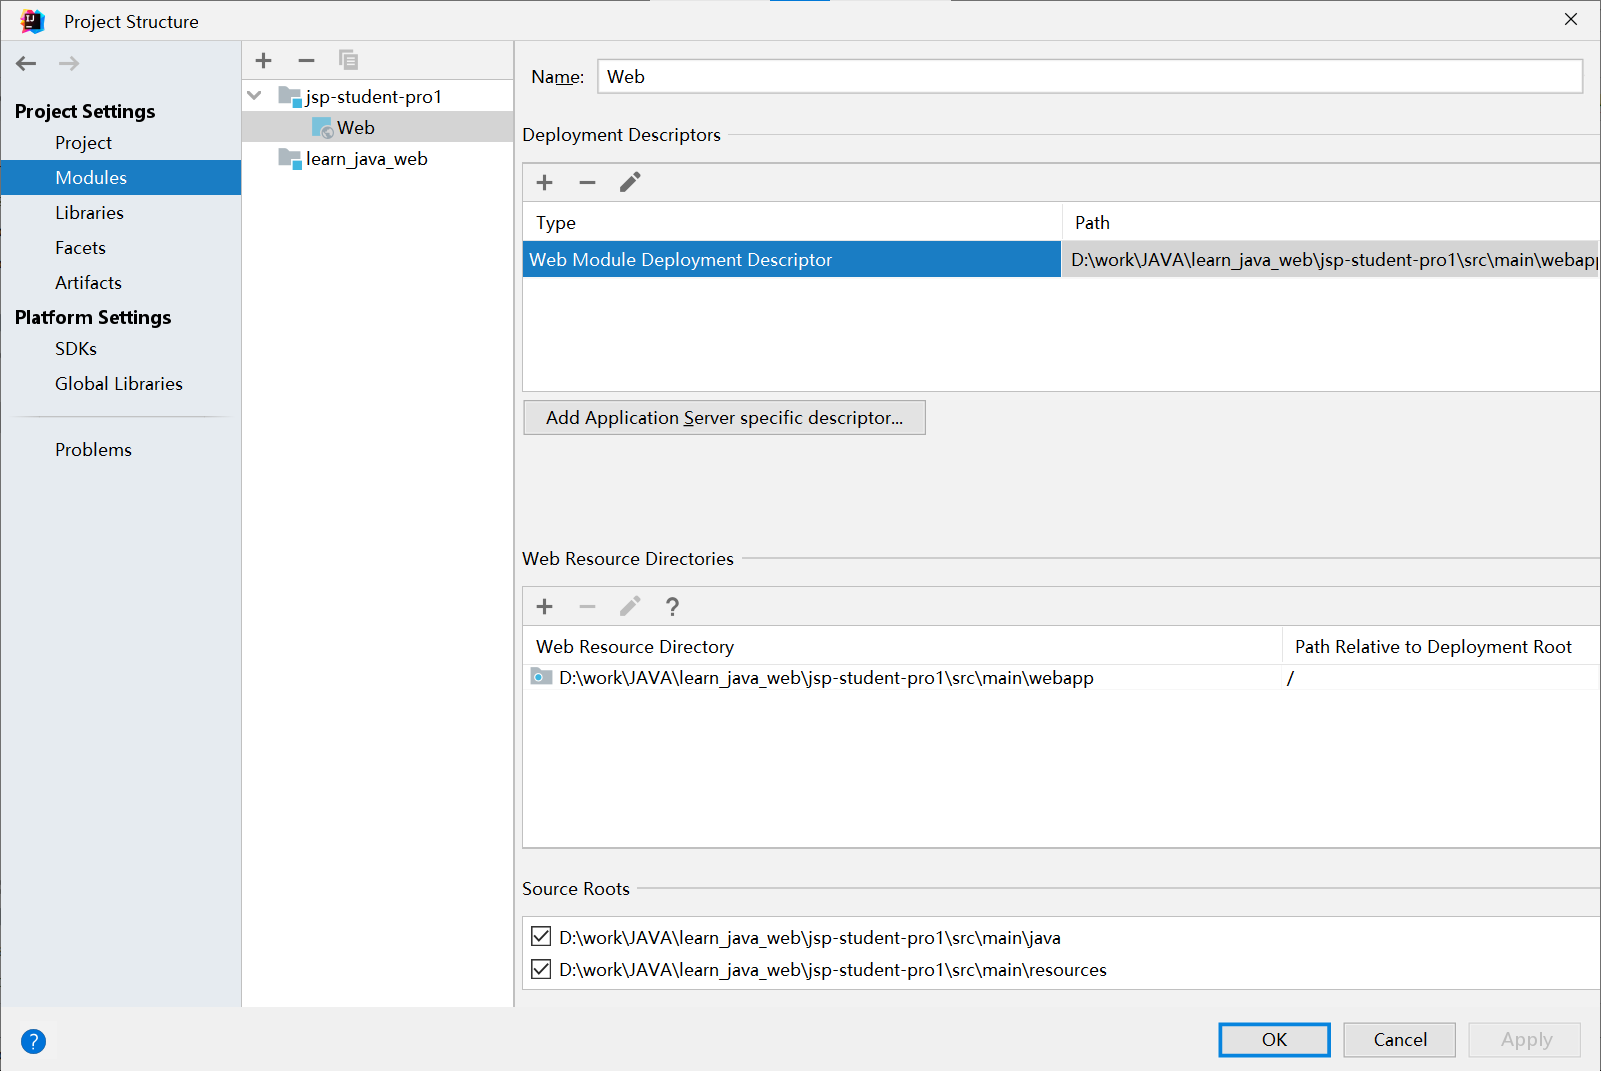 Project Structure
Project Settings
Project
Modules
Libraries
Facets
Artifacts
Platform Settings
SDKs
Global Libraries
Problems
jsp-student-pro1
Web
learn_java_web
Name: Web
Deployment Descriptors
Type Path
Web Module Deployment Descriptor D:\work\JAVA\learn_java_web\jsp-student-pro1\src\main\webapp
Add Application Server specific descriptor...
Web Resource Directories
?
Web Resource Directory Path Relative to Deployment Root
D:\work\JAVA\learn_java_web\jsp-student-pro1\src\main\webapp /
Source Roots
D:\work\JAVA\learn_java_web\jsp-student-pro1\src\main\java
D:\work\JAVA\learn_java_web\jsp-student-pro1\src\main\resources
? OK Cancel Apply